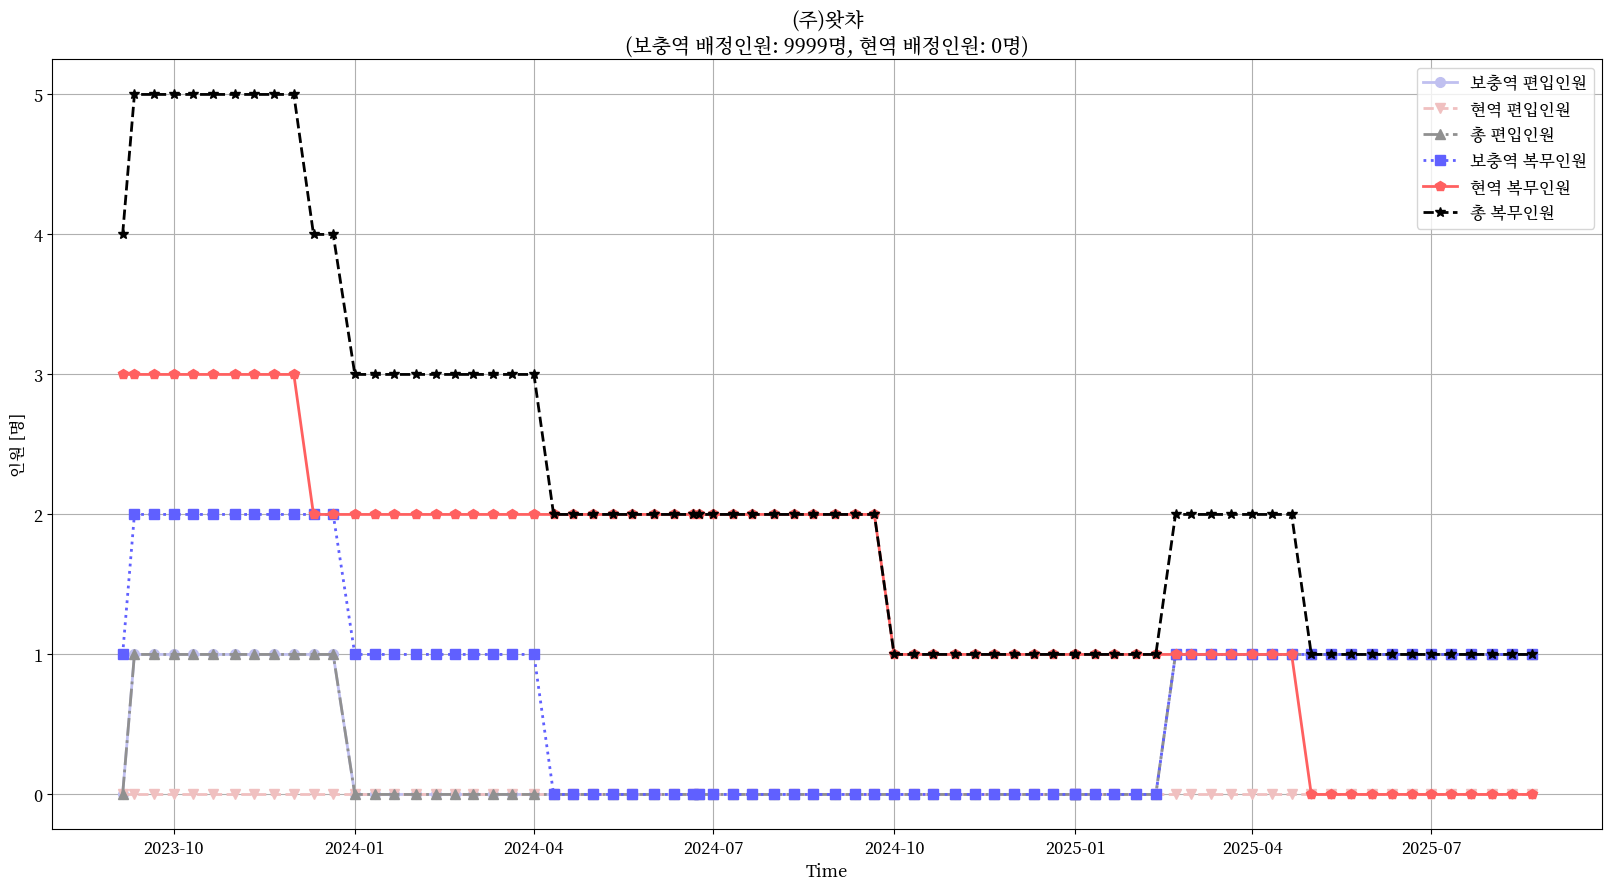 (주)왓챠
(보충역 배정인원: 9999명, 현역 배정인원: 0명)
보충역 편입인원
현역 편입인원
총 편입인원
보충역 복무인원
현역 복무인원
총 복무인원
인원 [명]
5
4
3
2
1
0
2023-10
2024-01
2024-04
2024-07
2024-10
2025-01
2025-04
2025-07
Time